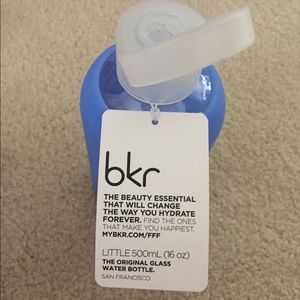 bkr
THE BEAUTY ESSENTIAL
THAT WILL CHANGE
THE WAY YOU HYDRATE
FOREVER. FIND THE ONES
THAT MAKE YOU HAPPIEST.
MYBKR.COM/FFF
LITTLE 500mL (16 oz)
THE ORIGINAL GLASS
WATER BOTTLE.
SAN FRANCISCO